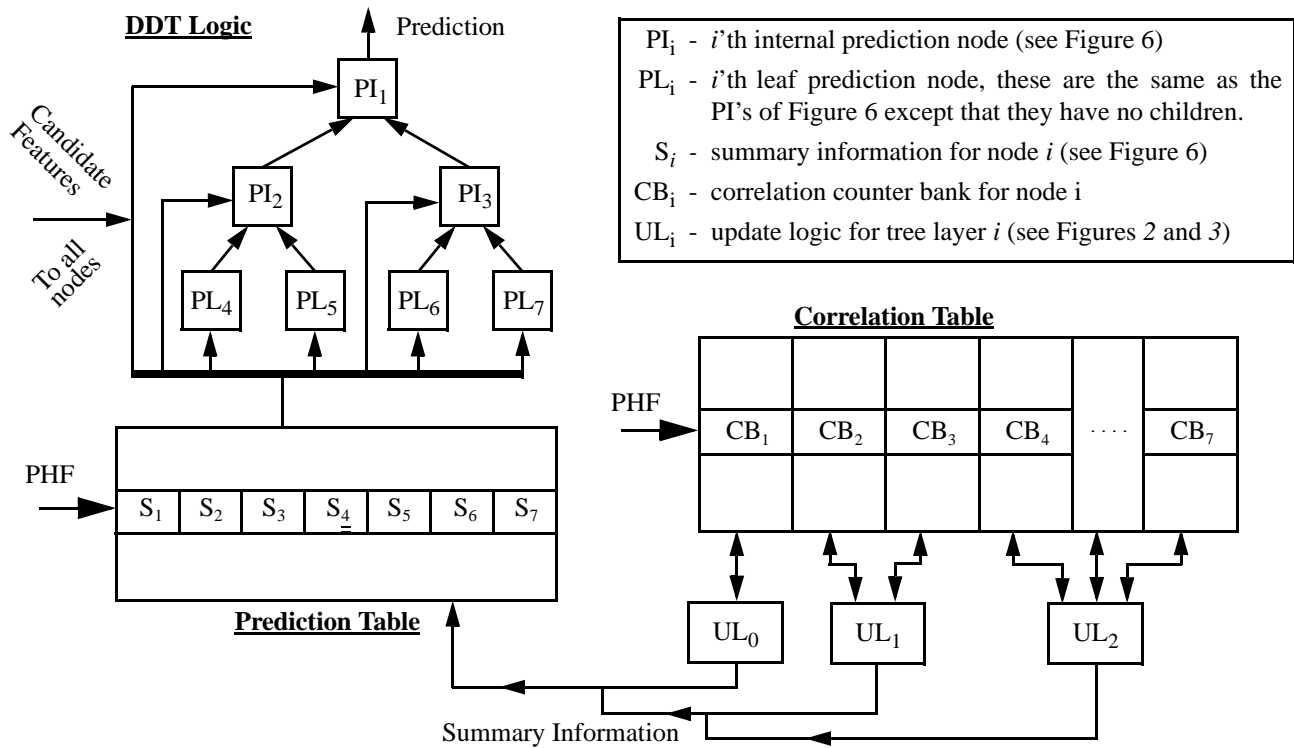 DDT Logic
Prediction
PI1
Candidate
Features
To all
nodes
PI2
PI3
PL4
PL5
PL6
PL7
PIi - i'th internal prediction node (see Figure 6)
PLi - i'th leaf prediction node, these are the same as the
PI's of Figure 6 except that they have no children.
Si - summary information for node i (see Figure 6)
CBi - correlation counter bank for node i
ULi - update logic for tree layer i (see Figures 2 and 3)
Correlation Table
PHF
CB1 CB2 CB3 CB4 .... CB7
PHF
S1 S2 S3 S4 S5 S6 S7
Prediction Table
UL0
UL1
UL2
Summary Information